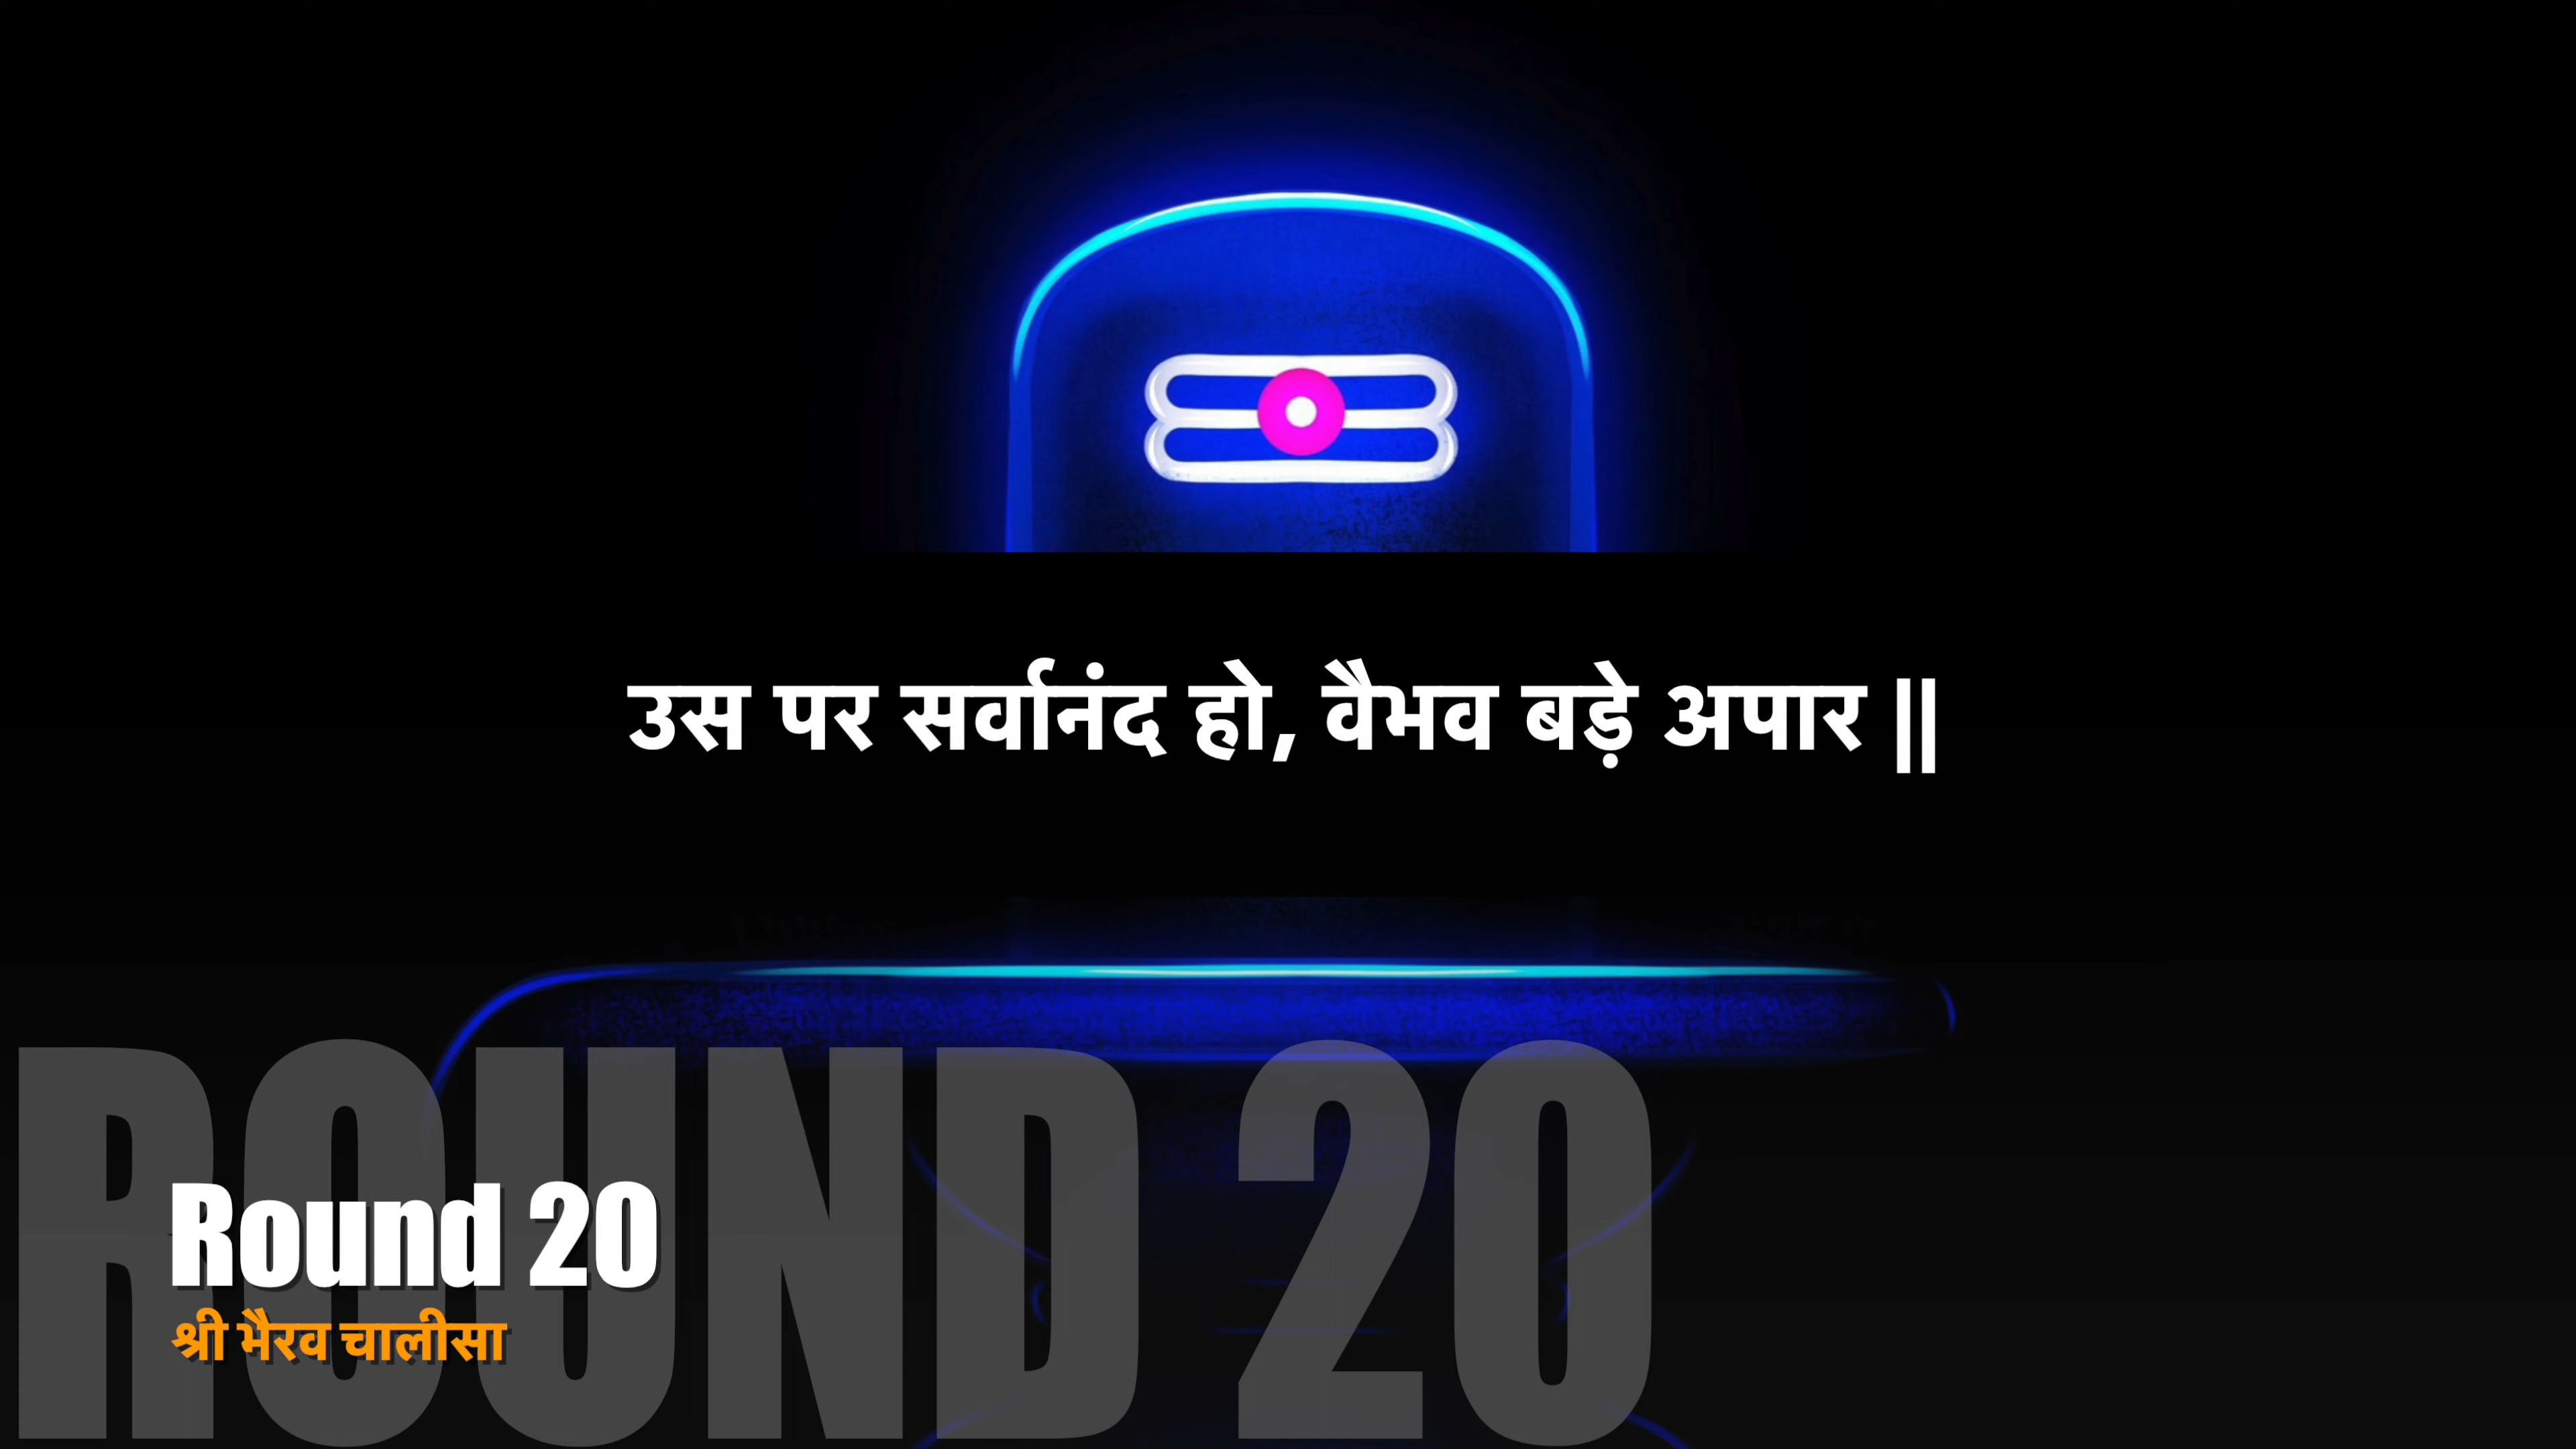 उस पर सर्वानंद हो, वैभव बड़े अपार ||
ROUND 20
Round 20
श्री भैरव चालीसा